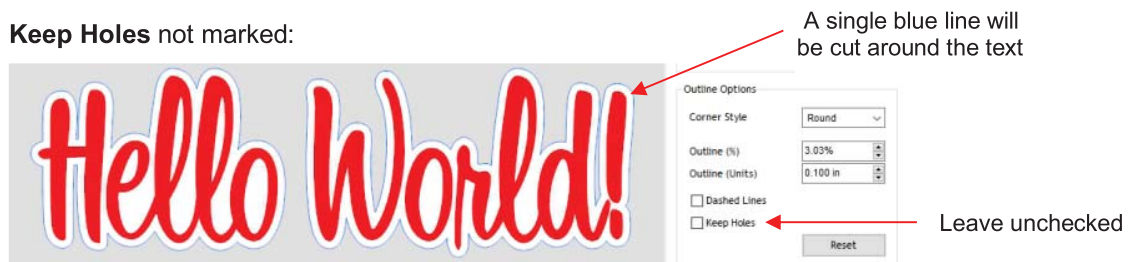 A single blue line will
be cut around the text
Keep Holes not marked:
Hello World!
Outline Options
Corner Style Round
Outline (%) 3.03%
Outline (Units) 0.100 in
Dashed Lines
Keep Holes
Leave unchecked
Reset